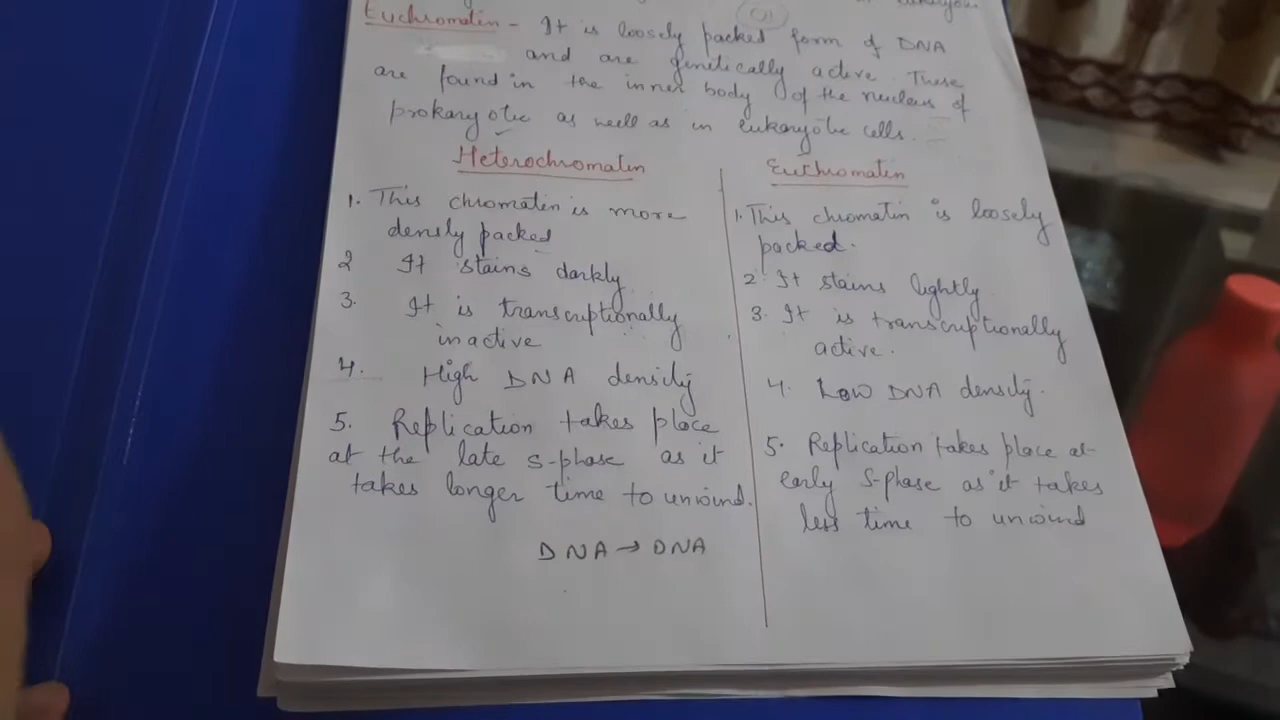 in eukaryo
01
Euchromatin - It is loosely packed form of DNA
and are genetically active. These
are found in the inner body of the nucleus of
prokaryotic as well as in eukaryotic cells.
Heterochromatin
1. This chromatin is more
densly packed
2 It stains darkly
3. It is transcriptionally
inactive
4. High DNA density
5. Replication takes place
at the late s-phase as it
takes longer time to unwind.
DNA → DNA
Euchromatin
1. This chromatin is loosely
packed.
2. It stains lightly
3. It is transcriptionally
active.
4. Low DNA density.
5. Replication takes place at
early S-phase as it takes
less time to unwind